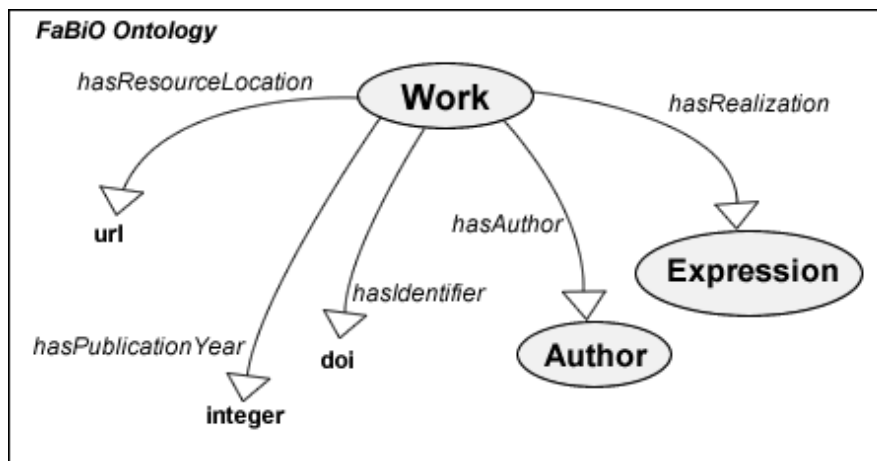 FaBiO Ontology
hasResourceLocation
Work
hasRealization
url
hasAuthor
Expression
hasIdentifier
hasPublicationYear
doi
Author
integer